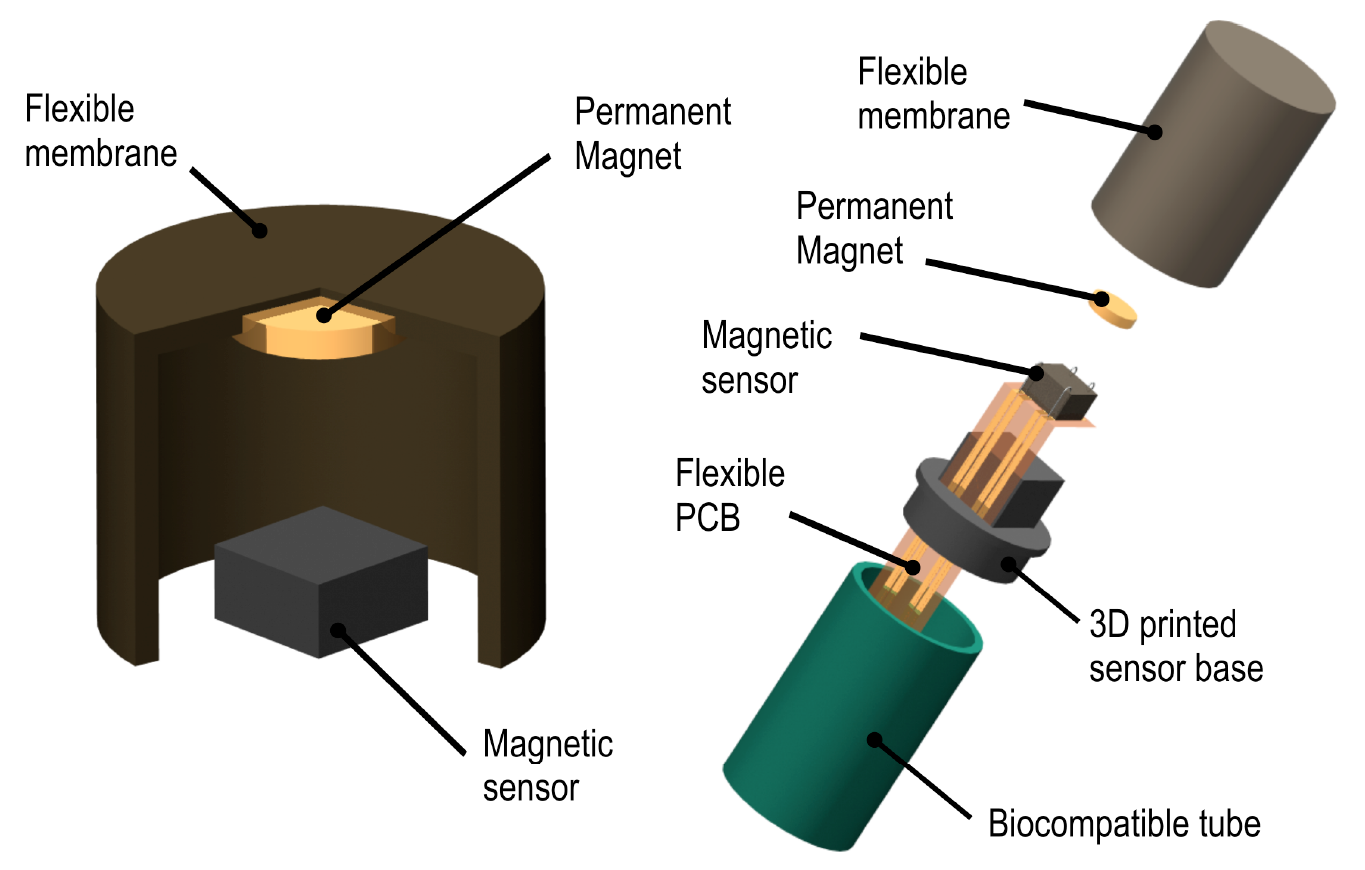 Flexible
membrane
Permanent
Magnet
Magnetic
sensor
Flexible
membrane
Permanent
Magnet
Magnetic
sensor
Flexible
PCB
3D printed
sensor base
Biocompatible tube